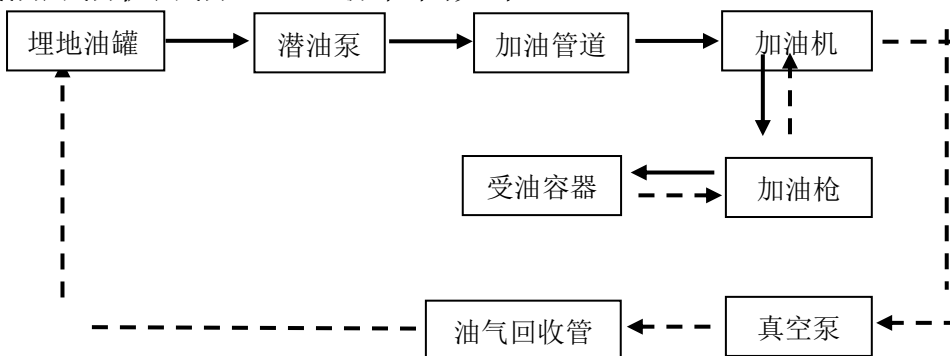 埋地油罐
潜油泵
加油管道
加油机
受油容器
加油枪
油气回收管
真空泵